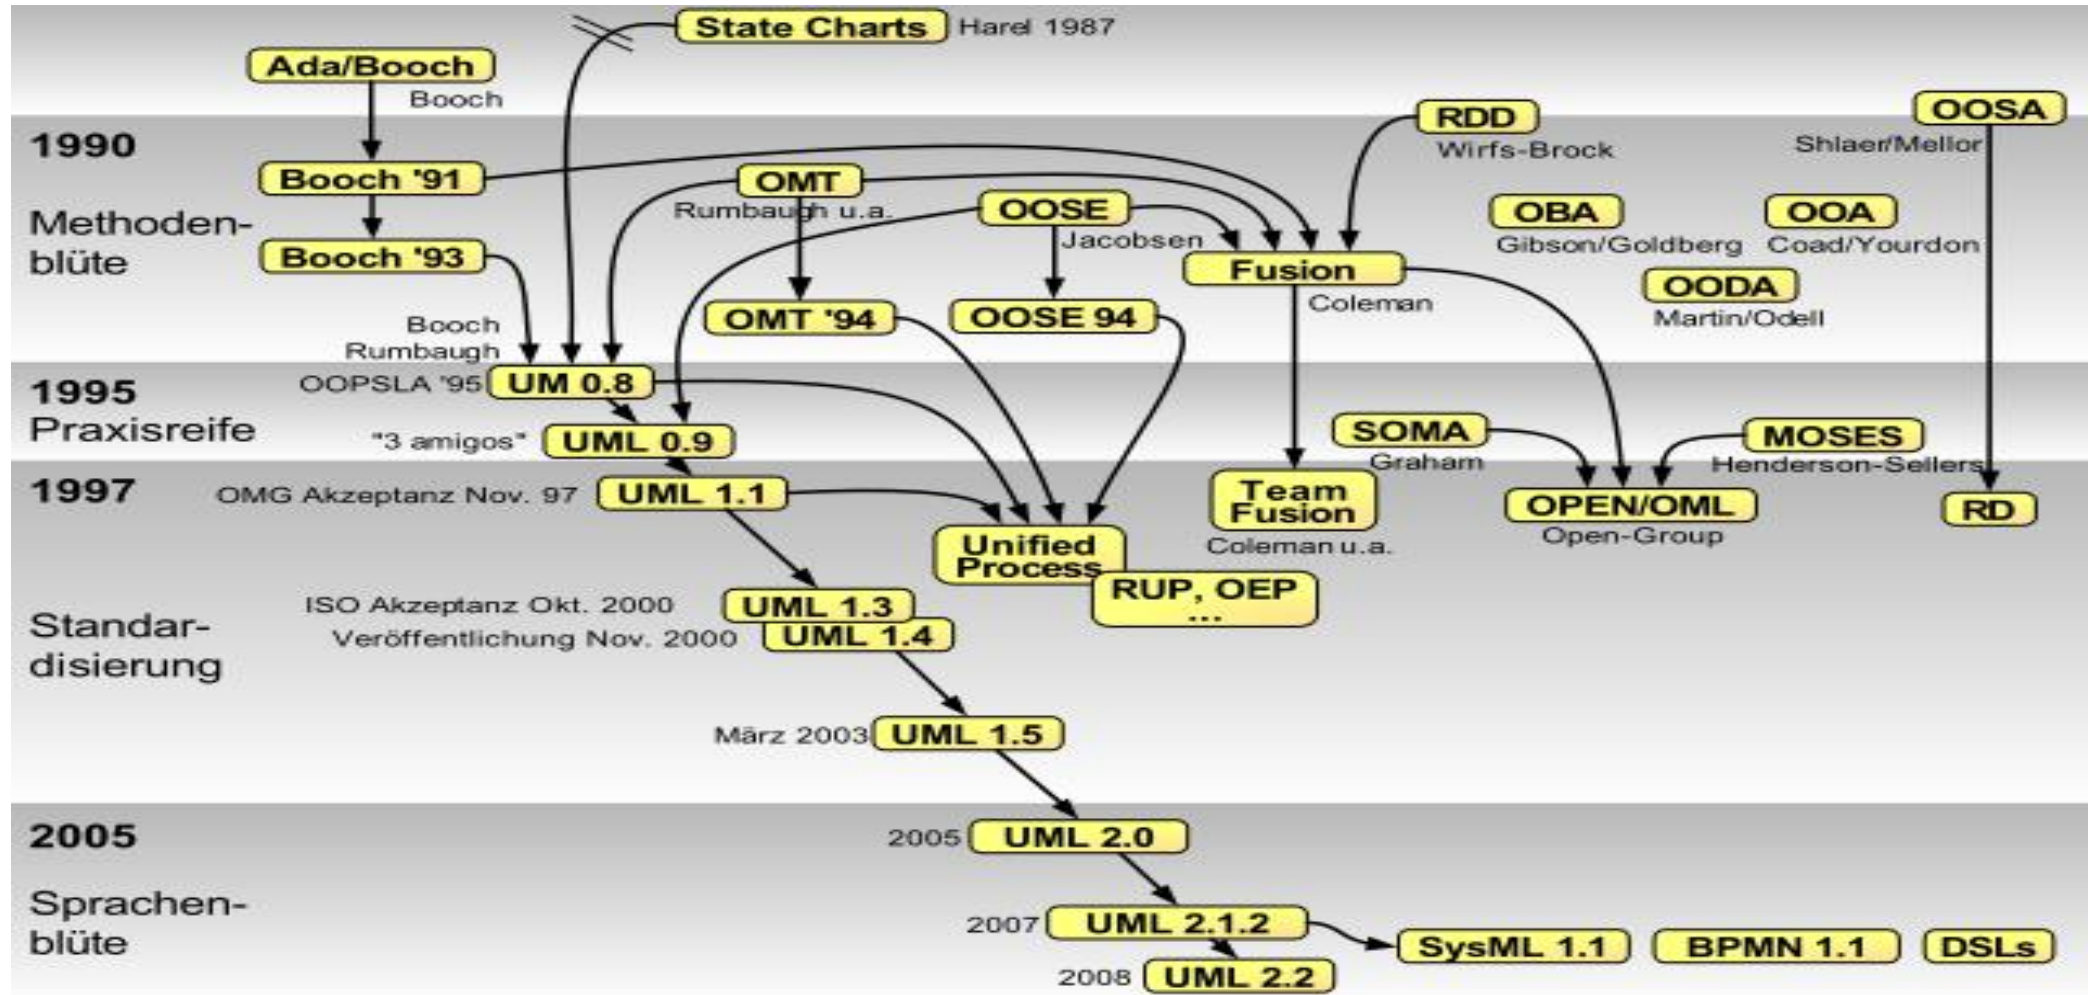 State Charts
Harel 1987
Ada/Booch
Booch
RDD
Wirfs-Brock
OOSA
Shlaer/Mellor
1990
Methoden-
blüte
Booch '91
Booch '93
OMT
Rumbaugh u.a.
OOSE
Jacobsen
OBA
Gibson/Goldberg
OOA
Coad/Yourdon
Fusion
Coleman
OODA
Martin/Odell
OMT '94
OOSE 94
Booch
Rumbaugh
OOPSLA '95
UM 0.8
1995
Praxisreife
"3 amigos"
UML 0.9
SOMA
Graham
MOSES
Henderson-Sellers
1997
OMG Akzeptanz Nov. 97
UML 1.1
Team
Fusion
Coleman u.a.
OPEN/OML
Open-Group
RD
Unified
Process
RUP, OEP
...
Standar-
disierung
ISO Akzeptanz Okt. 2000
UML 1.3
Veröffentlichung Nov. 2000
UML 1.4
März 2003
UML 1.5
2005
Sprachen-
blüte
2005
UML 2.0
2007
UML 2.1.2
SysML 1.1
BPMN 1.1
DSLs
2008
UML 2.2